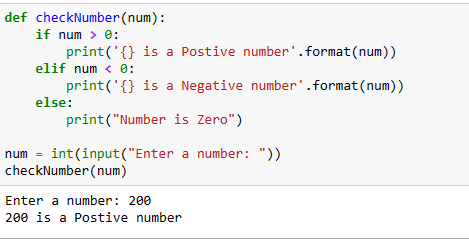 def checkNumber(num):
    if num > 0:
        print('{} is a Postive number'.format(num))
    elif num < 0:
        print('{} is a Negative number'.format(num))
    else:
        print("Number is Zero")

num = int(input("Enter a number: "))
checkNumber(num)
Enter a number: 200
200 is a Postive number